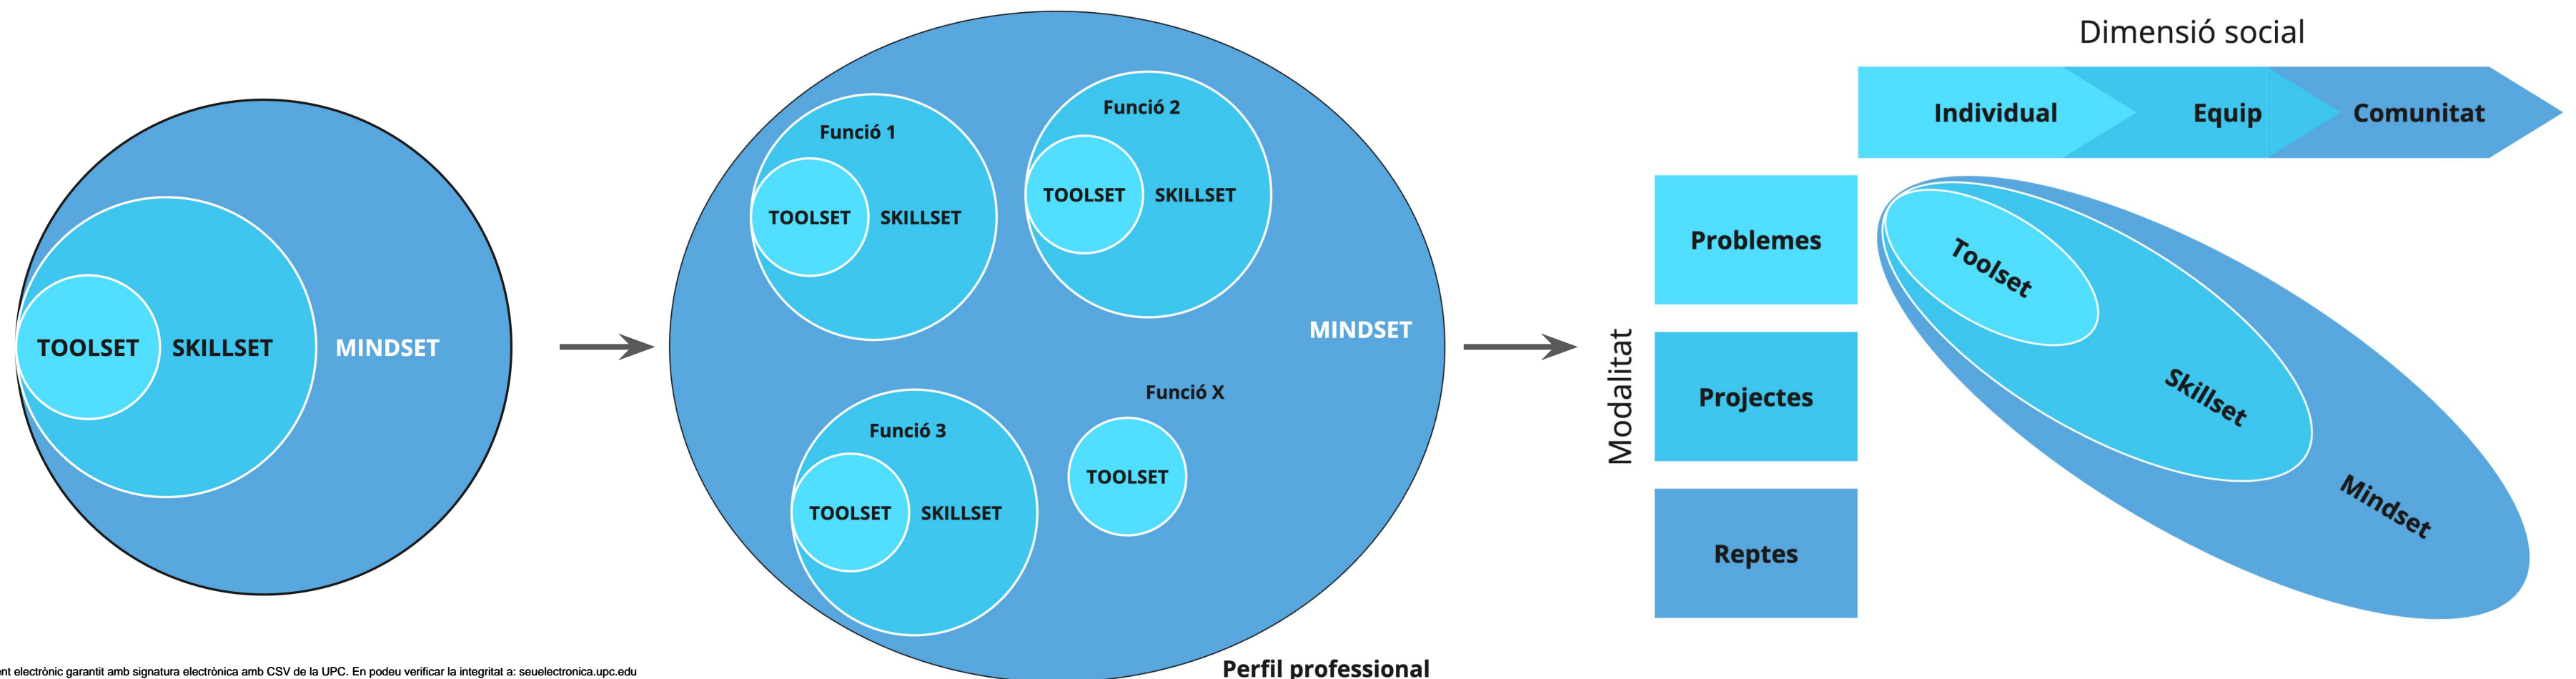 TOOLSET SKILLSET MINDSET
Funció 1
TOOLSET SKILLSET
Funció 2
TOOLSET SKILLSET
MINDSET
Funció 3
TOOLSET SKILLSET
Funció X
TOOLSET
Perfil professional
Dimensió social
Individual Equip Comunitat
Modalitat
Problemes
Projectes
Reptes
Toolset
Skillset
Mindset
electrònic garantit amb signatura electrònica amb CSV de la UPC. En podeu verificar la integritat a: seuelectronica.upc.edu